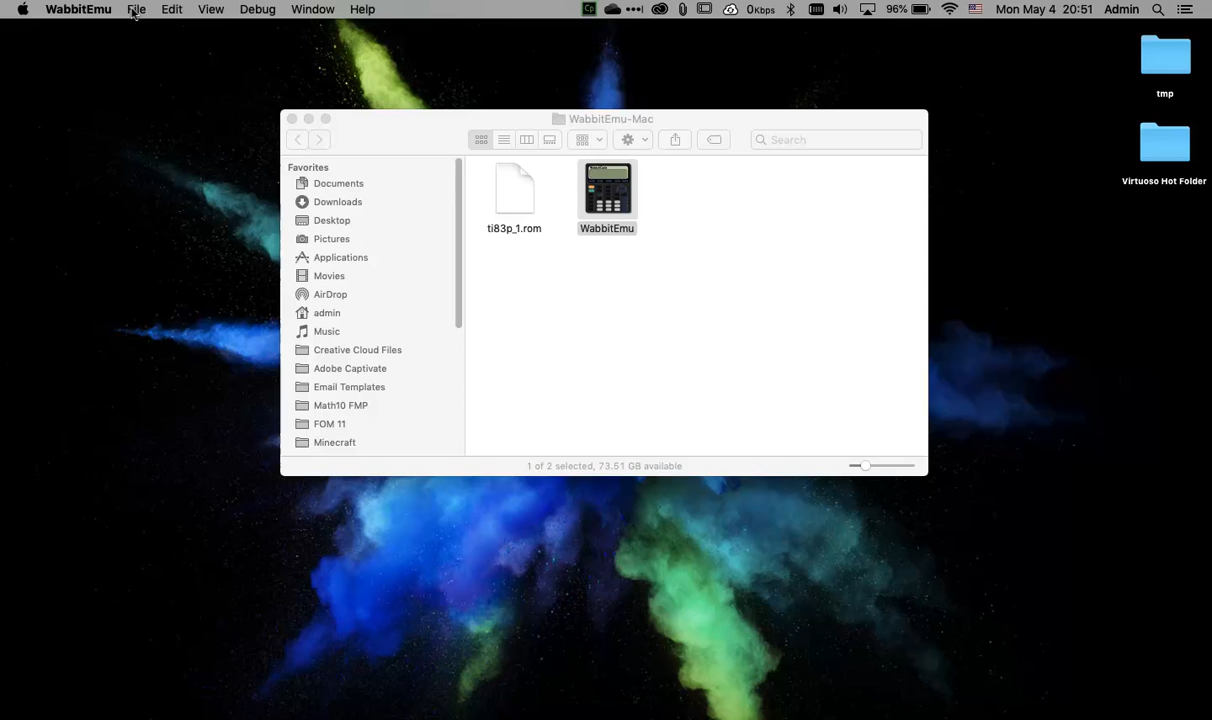 WabbitEmu File Edit View Debug Window Help Cp 0Kbps 96% Mon May 4 20:51 Admin
tmp
Virtuoso Hot Folder
WabbitEmu-Mac
Search
Favorites
Documents
Downloads
Desktop
Pictures
Applications
Movies
AirDrop
admin
Music
Creative Cloud Files
Adobe Captivate
Email Templates
Math10 FMP
FOM 11
Minecraft
ti83p_1.rom
WabbitEmu
1 of 2 selected, 73.51 GB available